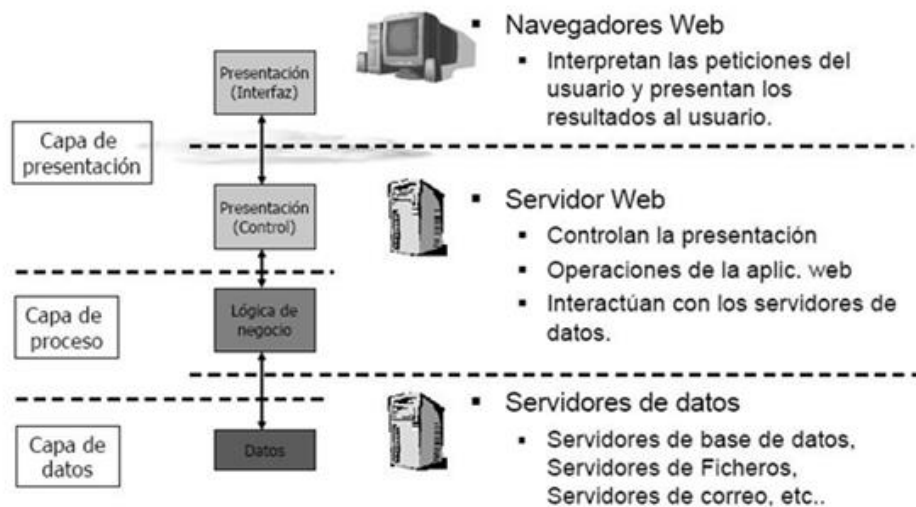 Navegadores Web
Presentación
(Interfaz)
Interpretan las peticiones del
usuario y presentan los
resultados al usuario.
Capa de
presentación
Presentación
(Control)
Servidor Web
Controlan la presentación
Operaciones de la aplic. web
Interactúan con los servidores de
datos.
Capa de
proceso
Lógica de
negocio
Servidores de datos
Capa de
datos
Datos
Servidores de base de datos,
Servidores de Ficheros,
Servidores de correo, etc..